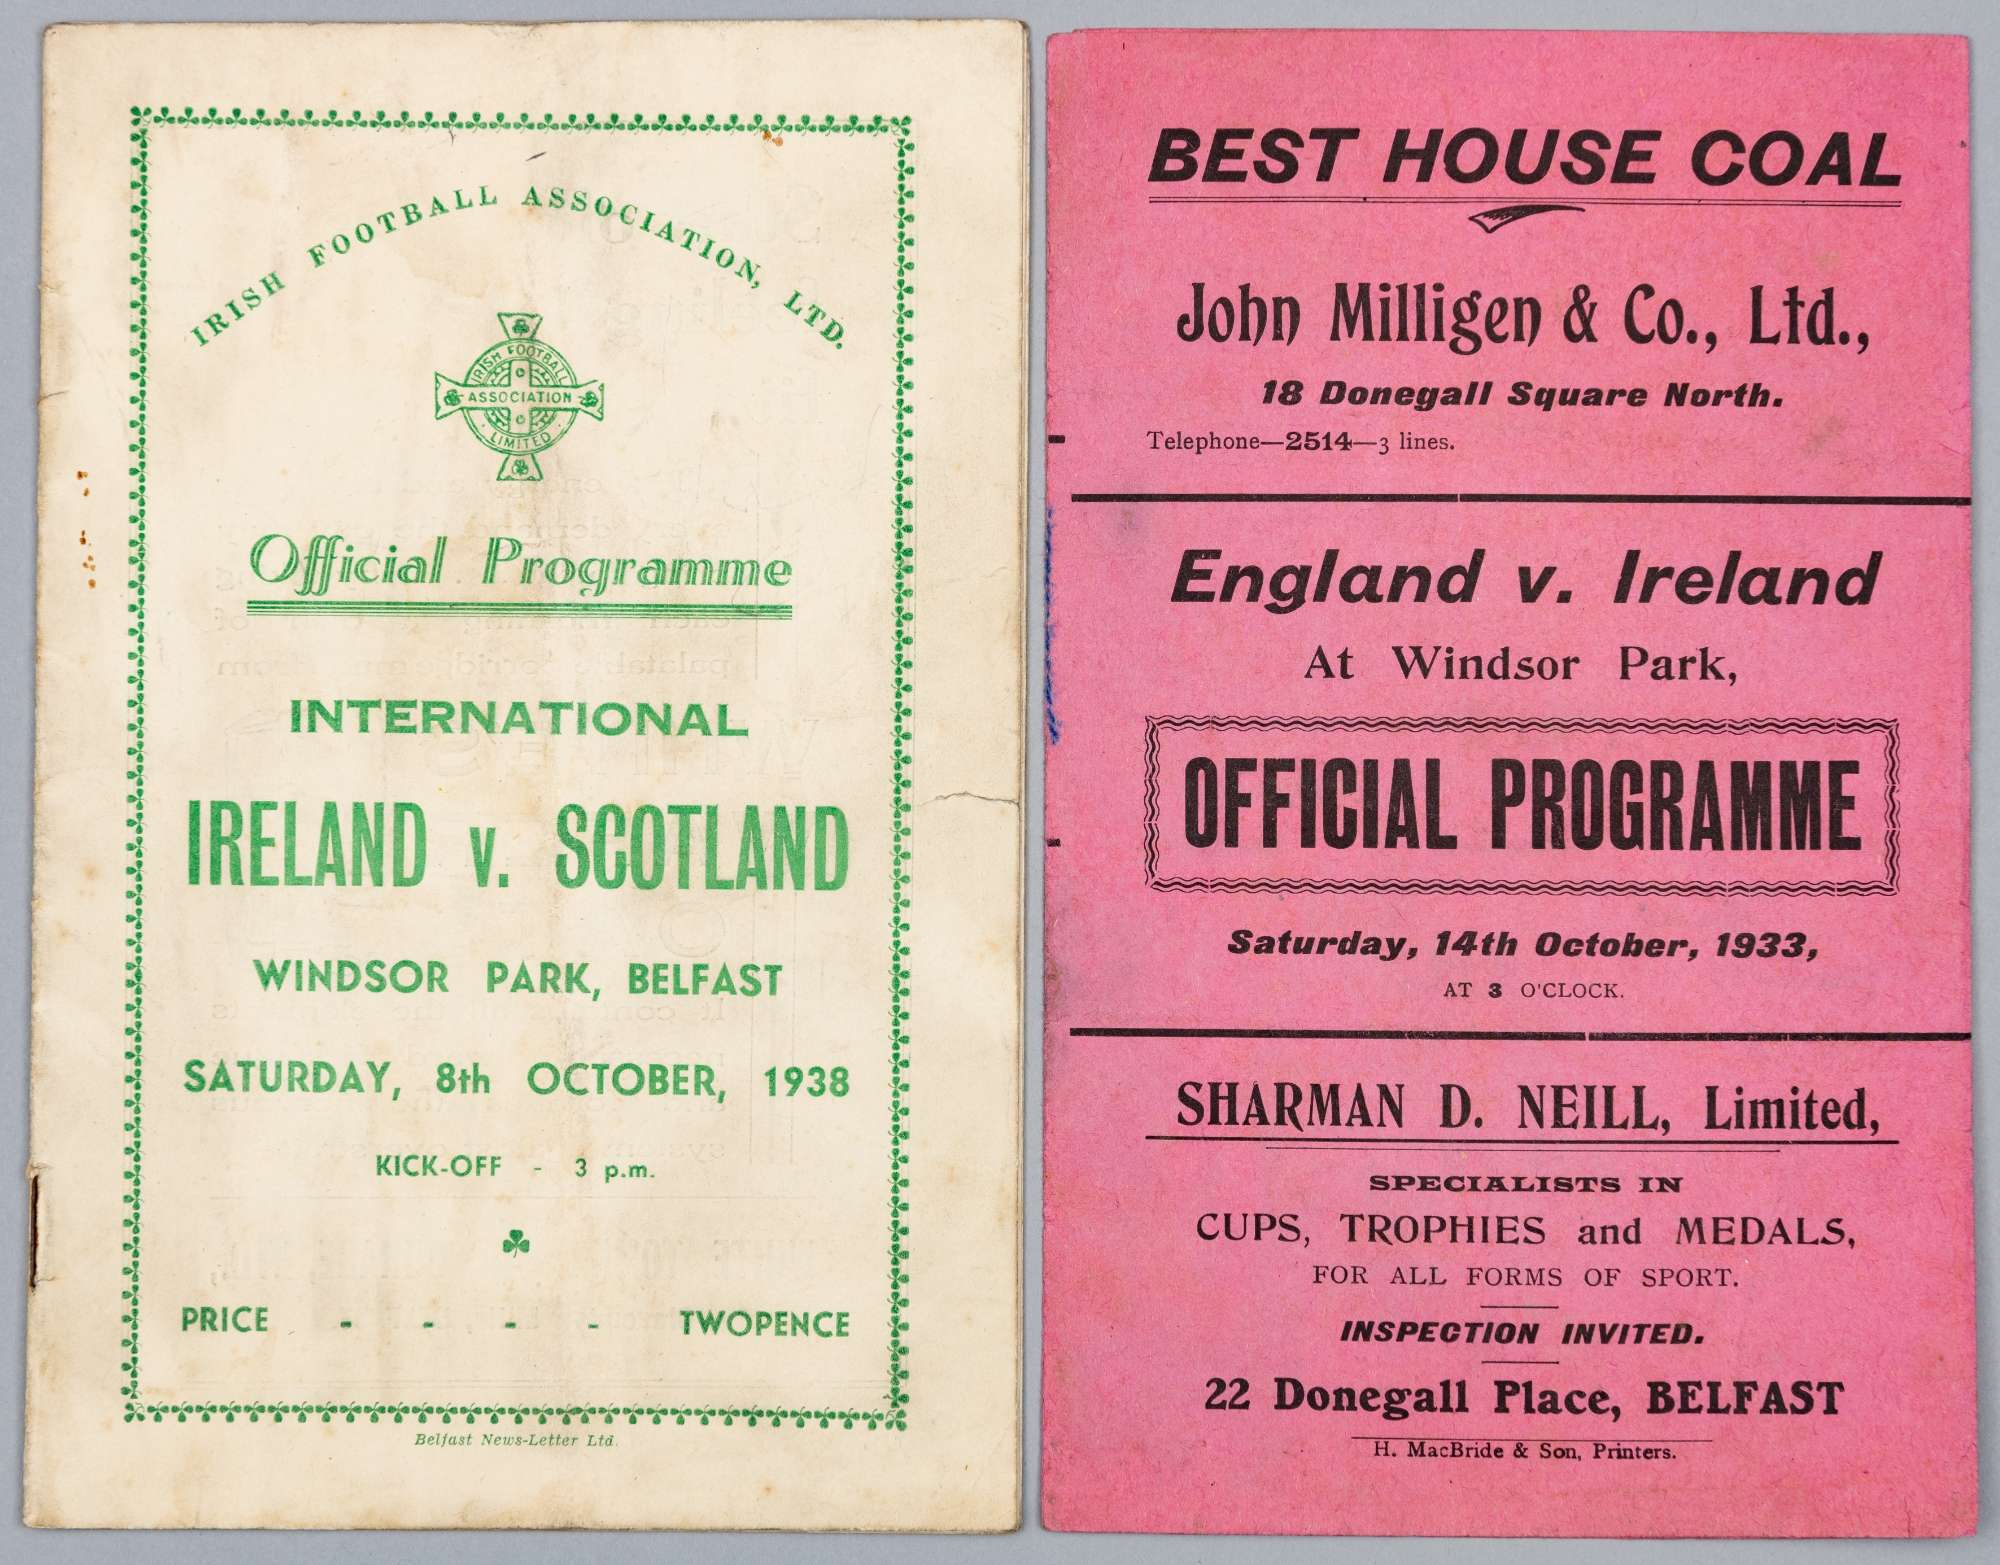 IRISH FOOTBALL ASSOCIATION, LTD.
IRISH FOOTBALL
ASSOCIATION
LIMITED
Official Programme
INTERNATIONAL
IRELAND v. SCOTLAND
WINDSOR PARK, BELFAST
SATURDAY, 8th OCTOBER, 1938
KICK-OFF - 3 p.m.
PRICE - - - - TWOPENCE
Belfast News-Letter Ltd.
BEST HOUSE COAL
John Milligen & Co., Ltd.,
18 Donegall Square North.
Telephone—2514—3 lines.
England v. Ireland
At Windsor Park,
OFFICIAL PROGRAMME
Saturday, 14th October, 1933,
AT 3 O'CLOCK.
SHARMAN D. NEILL, Limited,
SPECIALISTS IN
CUPS, TROPHIES and MEDALS,
FOR ALL FORMS OF SPORT.
INSPECTION INVITED.
22 Donegall Place, BELFAST
H. MacBride & Son, Printers.